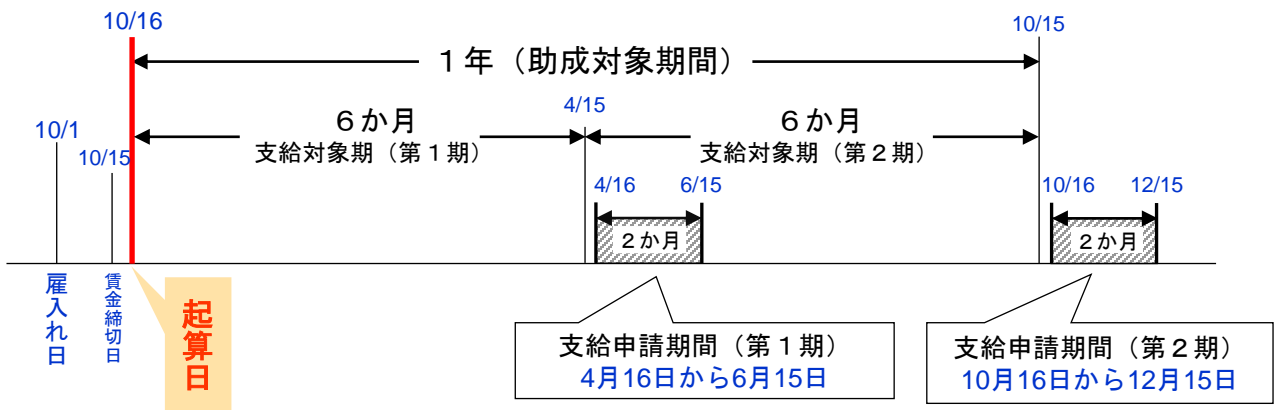 10/16
10/15
１年（助成対象期間）
4/15
10/1
６か月
６か月
10/15
支給対象期（第１期）
支給対象期（第２期）
4/16
6/15
10/16
12/15
２か月
２か月
雇入れ日
賃金締切日
起算日
支給申請期間（第１期）
4月16日から6月15日
支給申請期間（第２期）
10月16日から12月15日